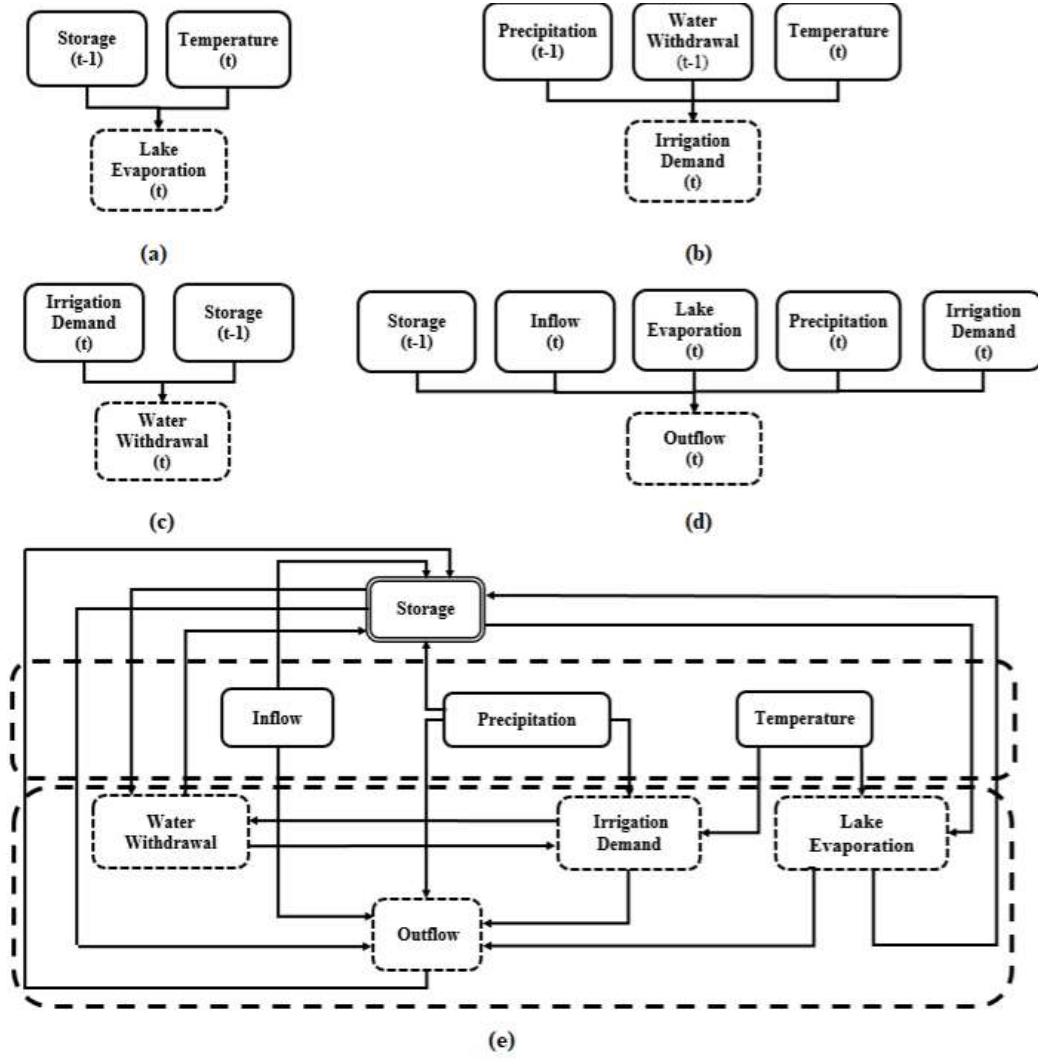 Storage
(t-1)
Temperature
(t)
Lake
Evaporation
(t)
(a)
Precipitation
(t-1)
Water
Withdrawal
(t-1)
Temperature
(t)
Irrigation
Demand
(t)
(b)
Irrigation
Demand
(t)
Storage
(t-1)
Water
Withdrawal
(t)
(c)
Storage
(t-1)
Inflow
(t)
Lake
Evaporation
(t)
Precipitation
(t)
Irrigation
Demand
(t)
Outflow
(t)
(d)
Storage
Inflow
Precipitation
Temperature
Water
Withdrawal
Irrigation
Demand
Lake
Evaporation
Outflow
(e)